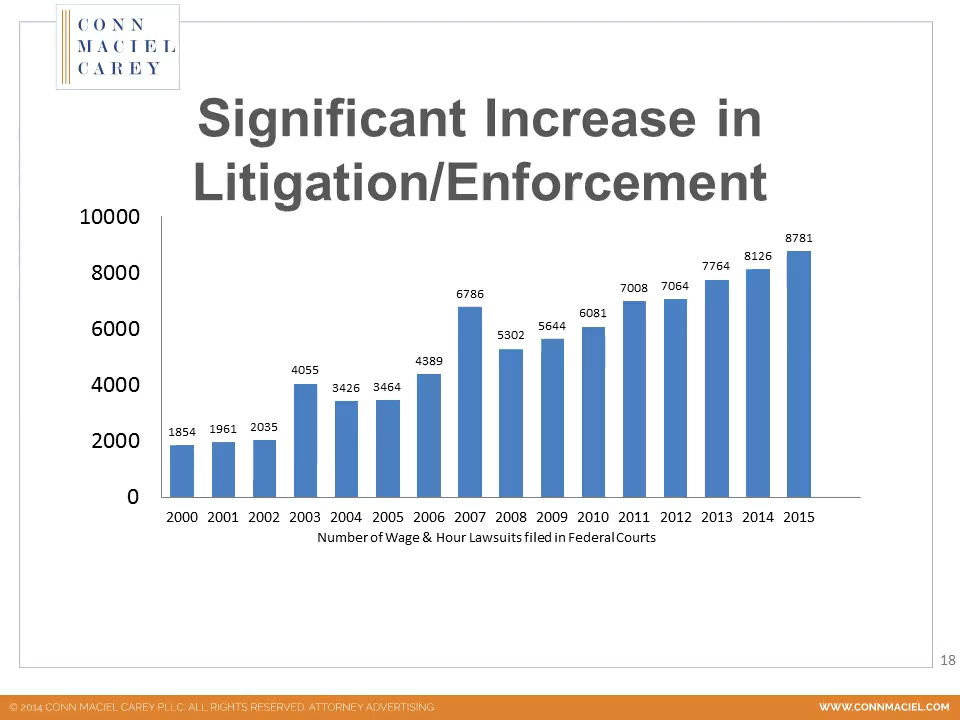 CONN
MACIEL
CAREY
Significant Increase in
Litigation/Enforcement
10000
8000
6000
4000
2000
0
1854
1961
2035
4055
3426
3464
4389
6786
5302
5644
6081
7008
7064
7764
8126
8781
2000 2001 2002 2003 2004 2005 2006 2007 2008 2009 2010 2011 2012 2013 2014 2015
Number of Wage & Hour Lawsuits filed in Federal Courts
18
© 2014 CONN MACIEL CAREY PLLC. ALL RIGHTS RESERVED. ATTORNEY ADVERTISING.
WWW.CONNMACIEL.COM